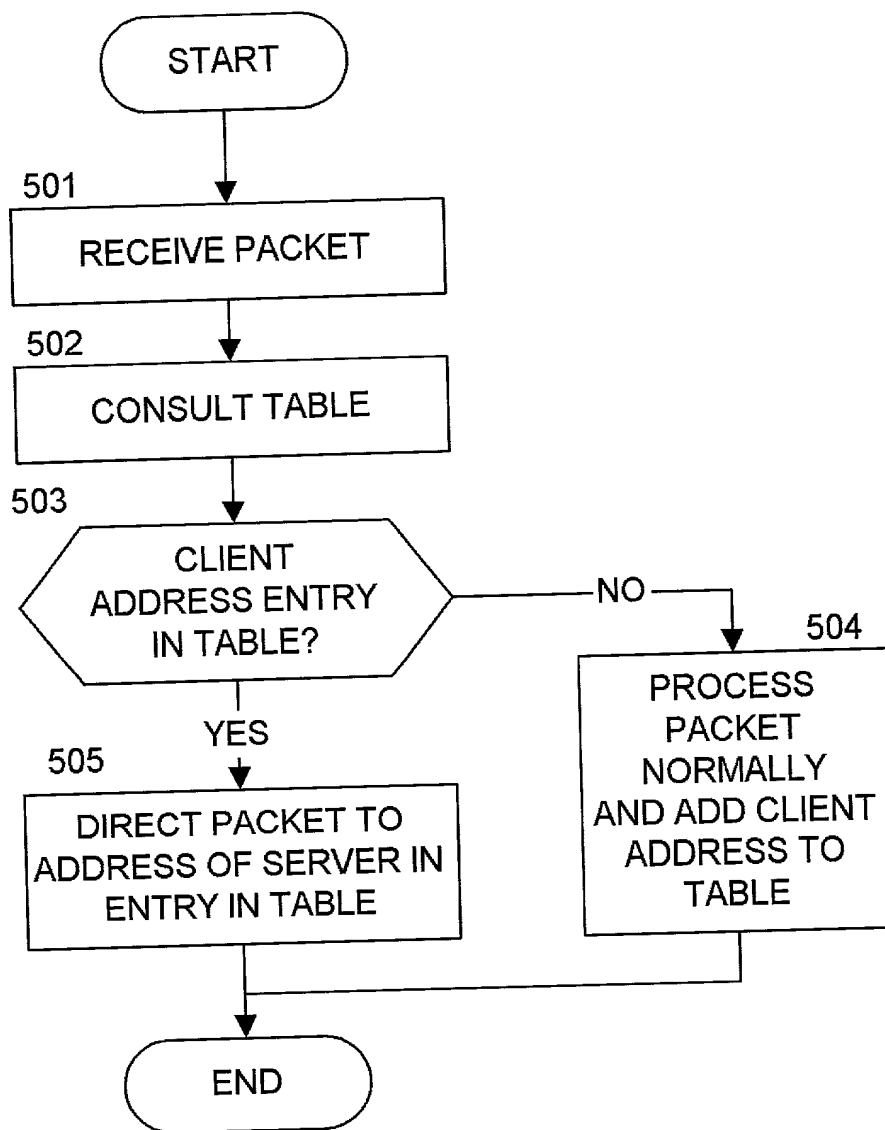 START
501
RECEIVE PACKET
502
CONSULT TABLE
503
CLIENT
ADDRESS ENTRY
IN TABLE?
NO
504
PROCESS
PACKET
NORMALLY
AND ADD CLIENT
ADDRESS TO
TABLE
YES
505
DIRECT PACKET TO
ADDRESS OF SERVER IN
ENTRY IN TABLE
END